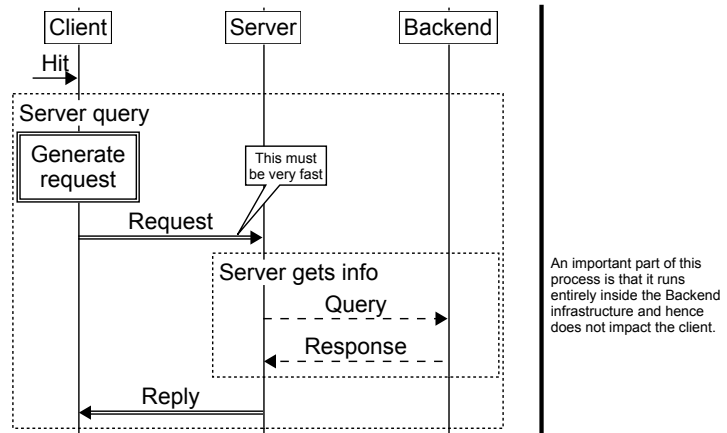 Client
Server
Backend
Hit
Server query
Generate
request
This must
be very fast
Request
Server gets info
Query
Response
Reply
An important part of this
process is that it runs
entirely inside the Backend
infrastructure and hence
does not impact the client.